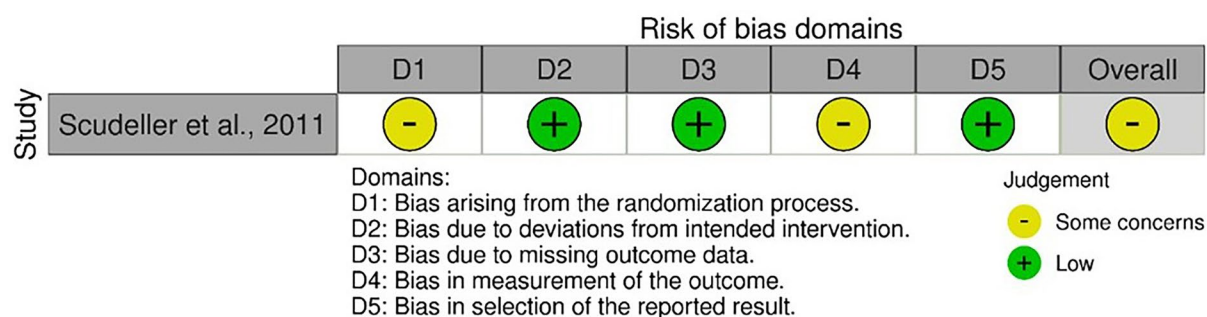 Risk of bias domains
D1 D2 D3 D4 D5 Overall
Study
Scudeller et al., 2011 - + + - + -
Domains:
D1: Bias arising from the randomization process.
D2: Bias due to deviations from intended intervention.
D3: Bias due to missing outcome data.
D4: Bias in measurement of the outcome.
D5: Bias in selection of the reported result.
Judgement
- Some concerns
+ Low